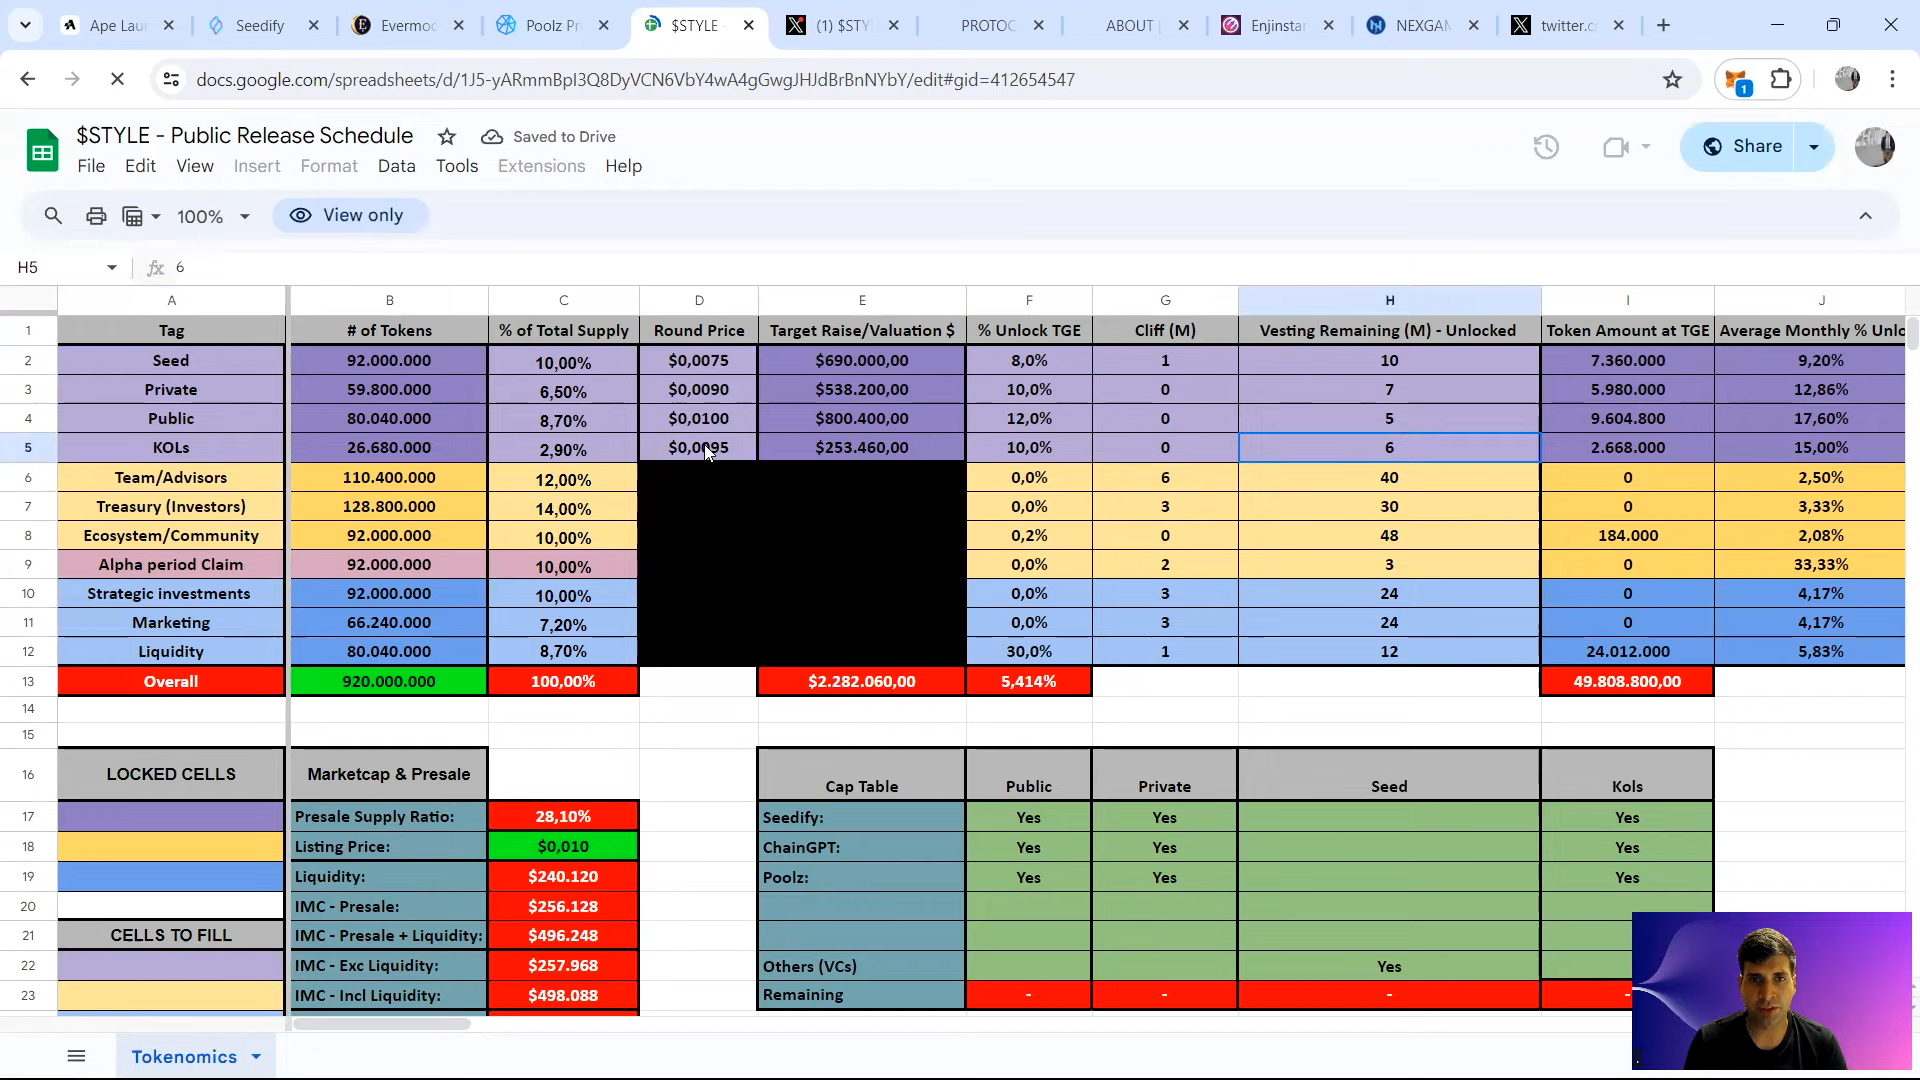 Ape Lau
Seedify
Evermo
Poolz Pr
$STYLE
(1) $STY
PROTOC
ABOUT
Enjinstar
NEXGAM
twitter.c
docs.google.com/spreadsheets/d/1J5-yARmmBpI3Q8DyVCN6VbY4wA4gGwgJHJdBrBnNYbY/edit#gid=412654547
1
$STYLE - Public Release Schedule
Saved to Drive
File Edit View Insert Format Data Tools Extensions Help
Share
100%
View only
H5
fx 6
A B C D E F G H I J
1 Tag # of Tokens % of Total Supply Round Price Target Raise/Valuation $ % Unlock TGE Cliff (M) Vesting Remaining (M) - Unlocked Token Amount at TGE Average Monthly % Unlo
2 Seed 92.000.000 10,00% $0,0075 $690.000,00 8,0% 1 10 7.360.000 9,20%
3 Private 59.800.000 6,50% $0,0090 $538.200,00 10,0% 0 7 5.980.000 12,86%
4 Public 80.040.000 8,70% $0,0100 $800.400,00 12,0% 0 5 9.604.800 17,60%
5 KOLs 26.680.000 2,90% $0,0095 $253.460,00 10,0% 0 6 2.668.000 15,00%
6 Team/Advisors 110.400.000 12,00% 0,0% 6 40 0 2,50%
7 Treasury (Investors) 128.800.000 14,00% 0,0% 3 30 0 3,33%
8 Ecosystem/Community 92.000.000 10,00% 0,2% 0 48 184.000 2,08%
9 Alpha period Claim 92.000.000 10,00% 0,0% 2 3 0 33,33%
10 Strategic investments 92.000.000 10,00% 0,0% 3 24 0 4,17%
11 Marketing 66.240.000 7,20% 0,0% 3 24 0 4,17%
12 Liquidity 80.040.000 8,70% 30,0% 1 12 24.012.000 5,83%
13 Overall 920.000.000 100,00% $2.282.060,00 5,414% 49.808.800,00
14
15
16 LOCKED CELLS Marketcap & Presale Cap Table Public Private Seed Kols
17 Presale Supply Ratio: 28,10% Seedify: Yes Yes Yes
18 Listing Price: $0,010 ChainGPT: Yes Yes Yes
19 Liquidity: $240.120 Poolz: Yes Yes Yes
20 IMC - Presale: $256.128
21 CELLS TO FILL IMC - Presale + Liquidity: $496.248
22 IMC - Exc Liquidity: $257.968 Others (VCs) Yes
23 IMC - Incl Liquidity: $498.088 Remaining - - - -
Tokenomics